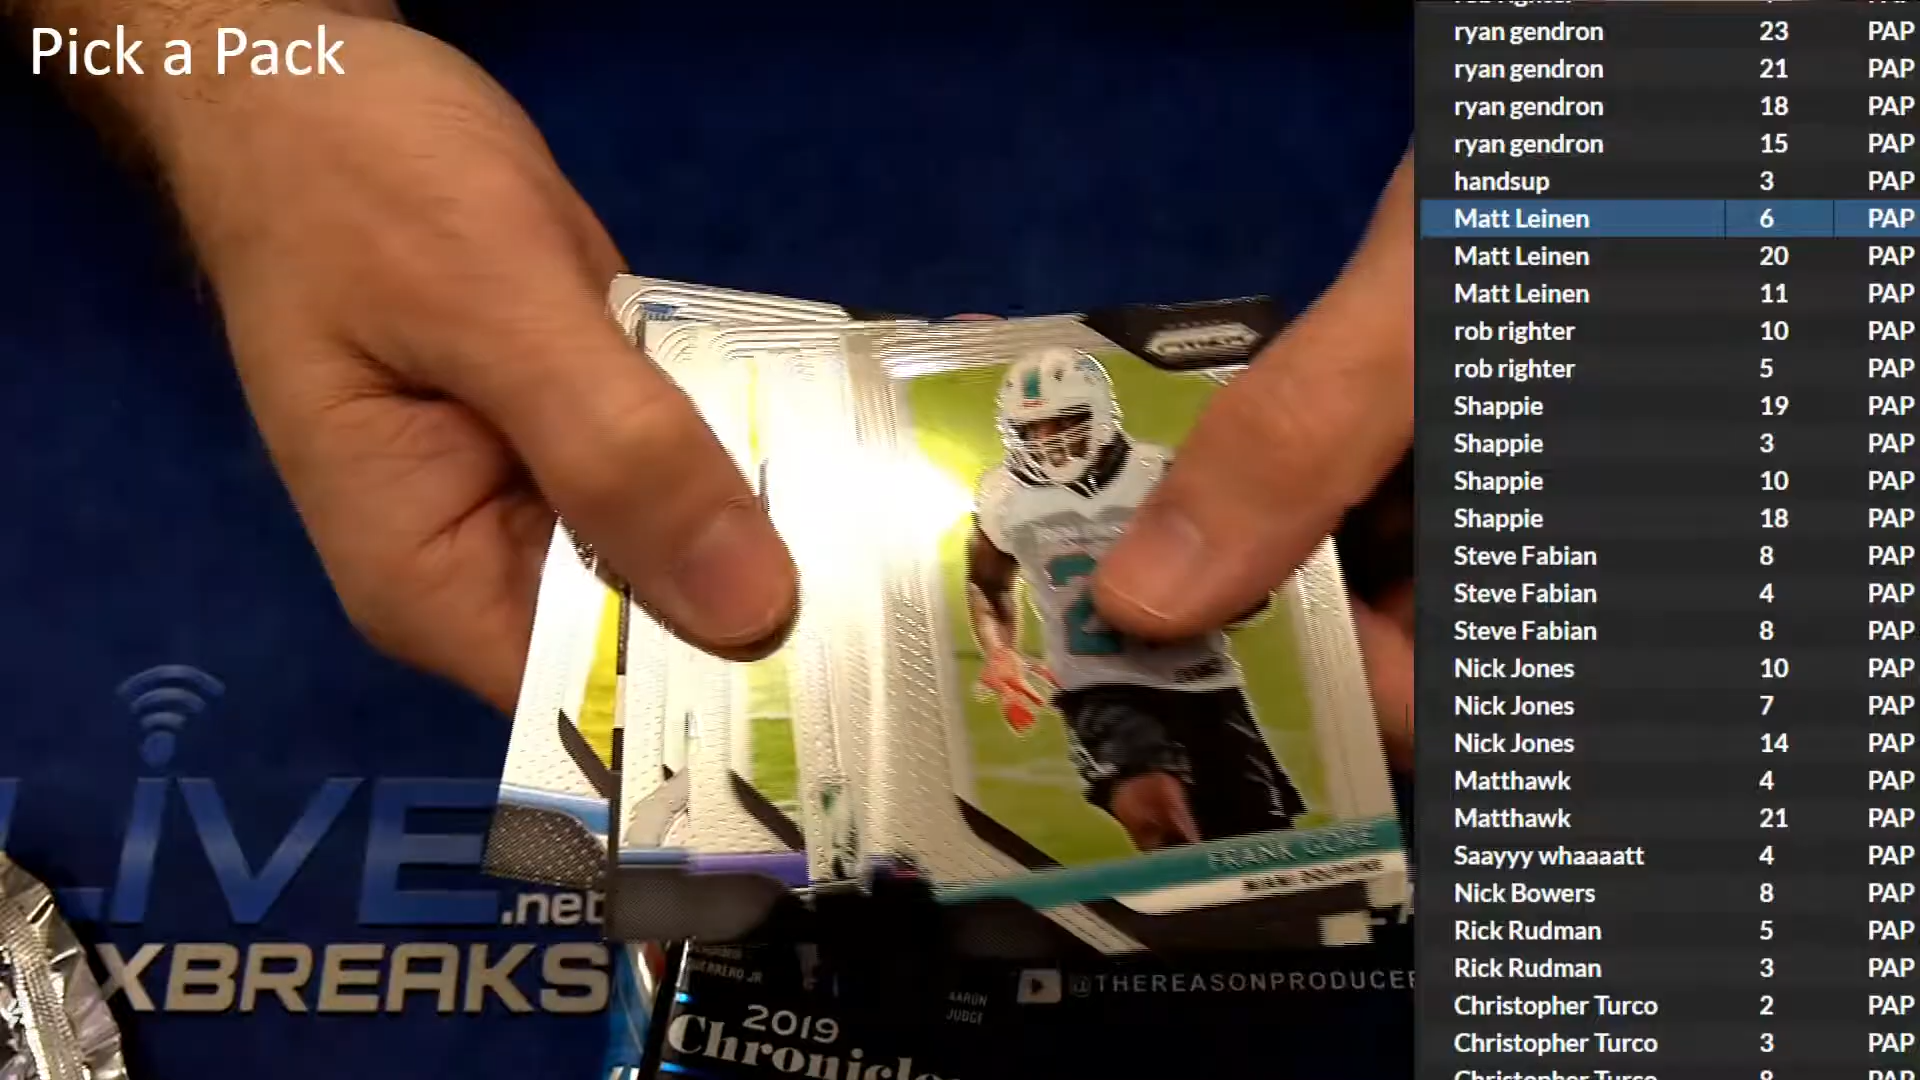 Pick a Pack
ryan gendron 23 PAP
ryan gendron 21 PAP
ryan gendron 18 PAP
ryan gendron 15 PAP
handsup 3 PAP
Matt Leinen 6 PAP
Matt Leinen 20 PAP
Matt Leinen 11 PAP
rob righter 10 PAP
rob righter 5 PAP
Shappie 19 PAP
Shappie 3 PAP
Shappie 10 PAP
Shappie 18 PAP
Steve Fabian 8 PAP
Steve Fabian 4 PAP
Steve Fabian 8 PAP
Nick Jones 10 PAP
Nick Jones 7 PAP
Nick Jones 14 PAP
Matthawk 4 PAP
Matthawk 21 PAP
Saayyy whaaaatt 4 PAP
Nick Bowers 8 PAP
Rick Rudman 5 PAP
Rick Rudman 3 PAP
Christopher Turco 2 PAP
Christopher Turco 3 PAP
PRIZM
2
FRANK GORE
LIVE
.net
XBREAKS
@THEREASONPRODUCE
AARON
JUDGE
2019
Chronicle